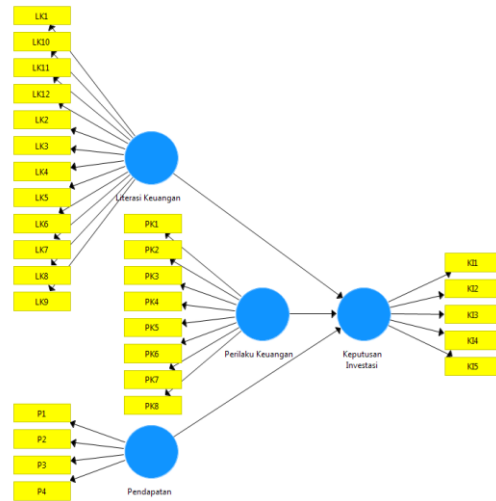 LK1
LK10
LK11
LK12
LK2
LK3
LK4
LK5
LK6
LK7
LK8
LK9
Literasi Keuangan
PK1
PK2
PK3
PK4
PK5
PK6
PK7
PK8
Perilaku Keuangan
Keputusan
Investasi
KI1
KI2
KI3
KI4
KI5
P1
P2
P3
P4
Pendapatan